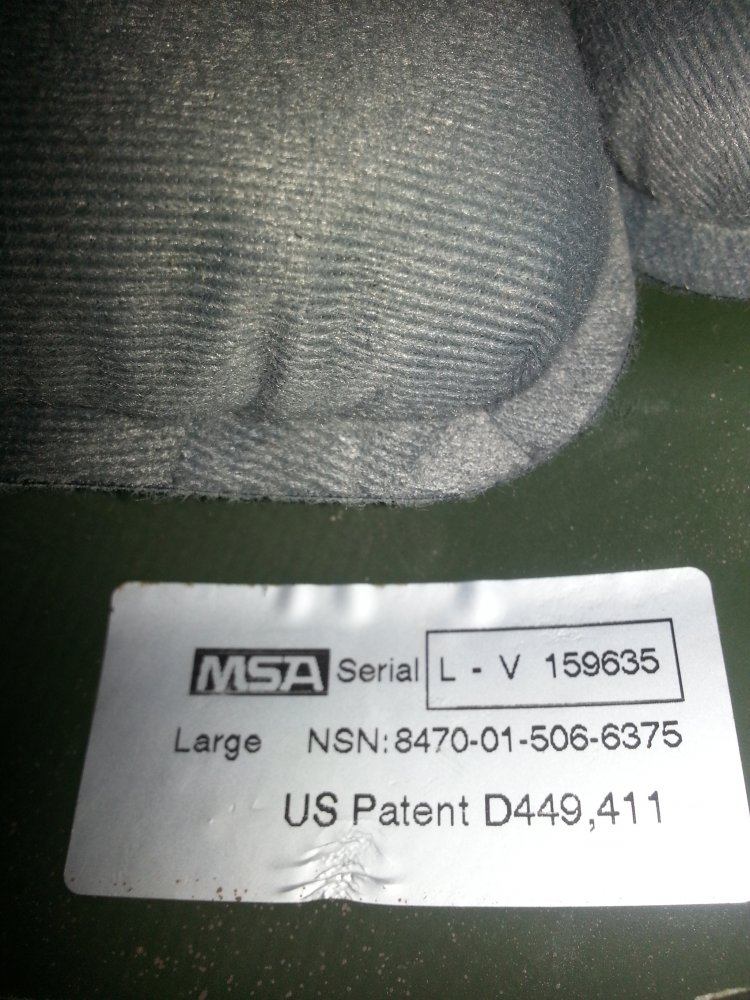 MSA Serial L - V 159635
Large NSN: 8470-01-506-6375
US Patent D449,411